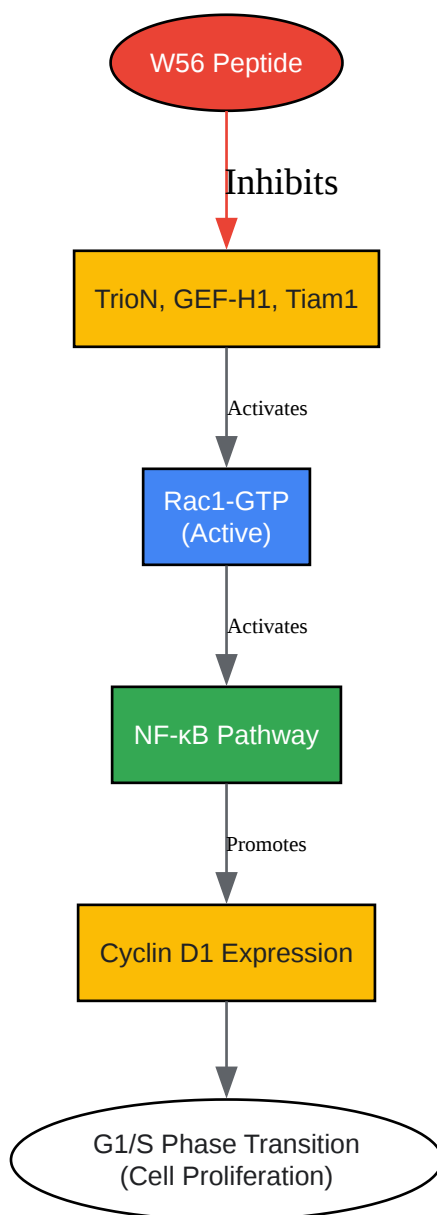 W56 Peptide
Inhibits
TrioN, GEF-H1, Tiam1
Activates
Rac1-GTP
(Active)
Activates
NF-κB Pathway
Promotes
Cyclin D1 Expression
G1/S Phase Transition
(Cell Proliferation)